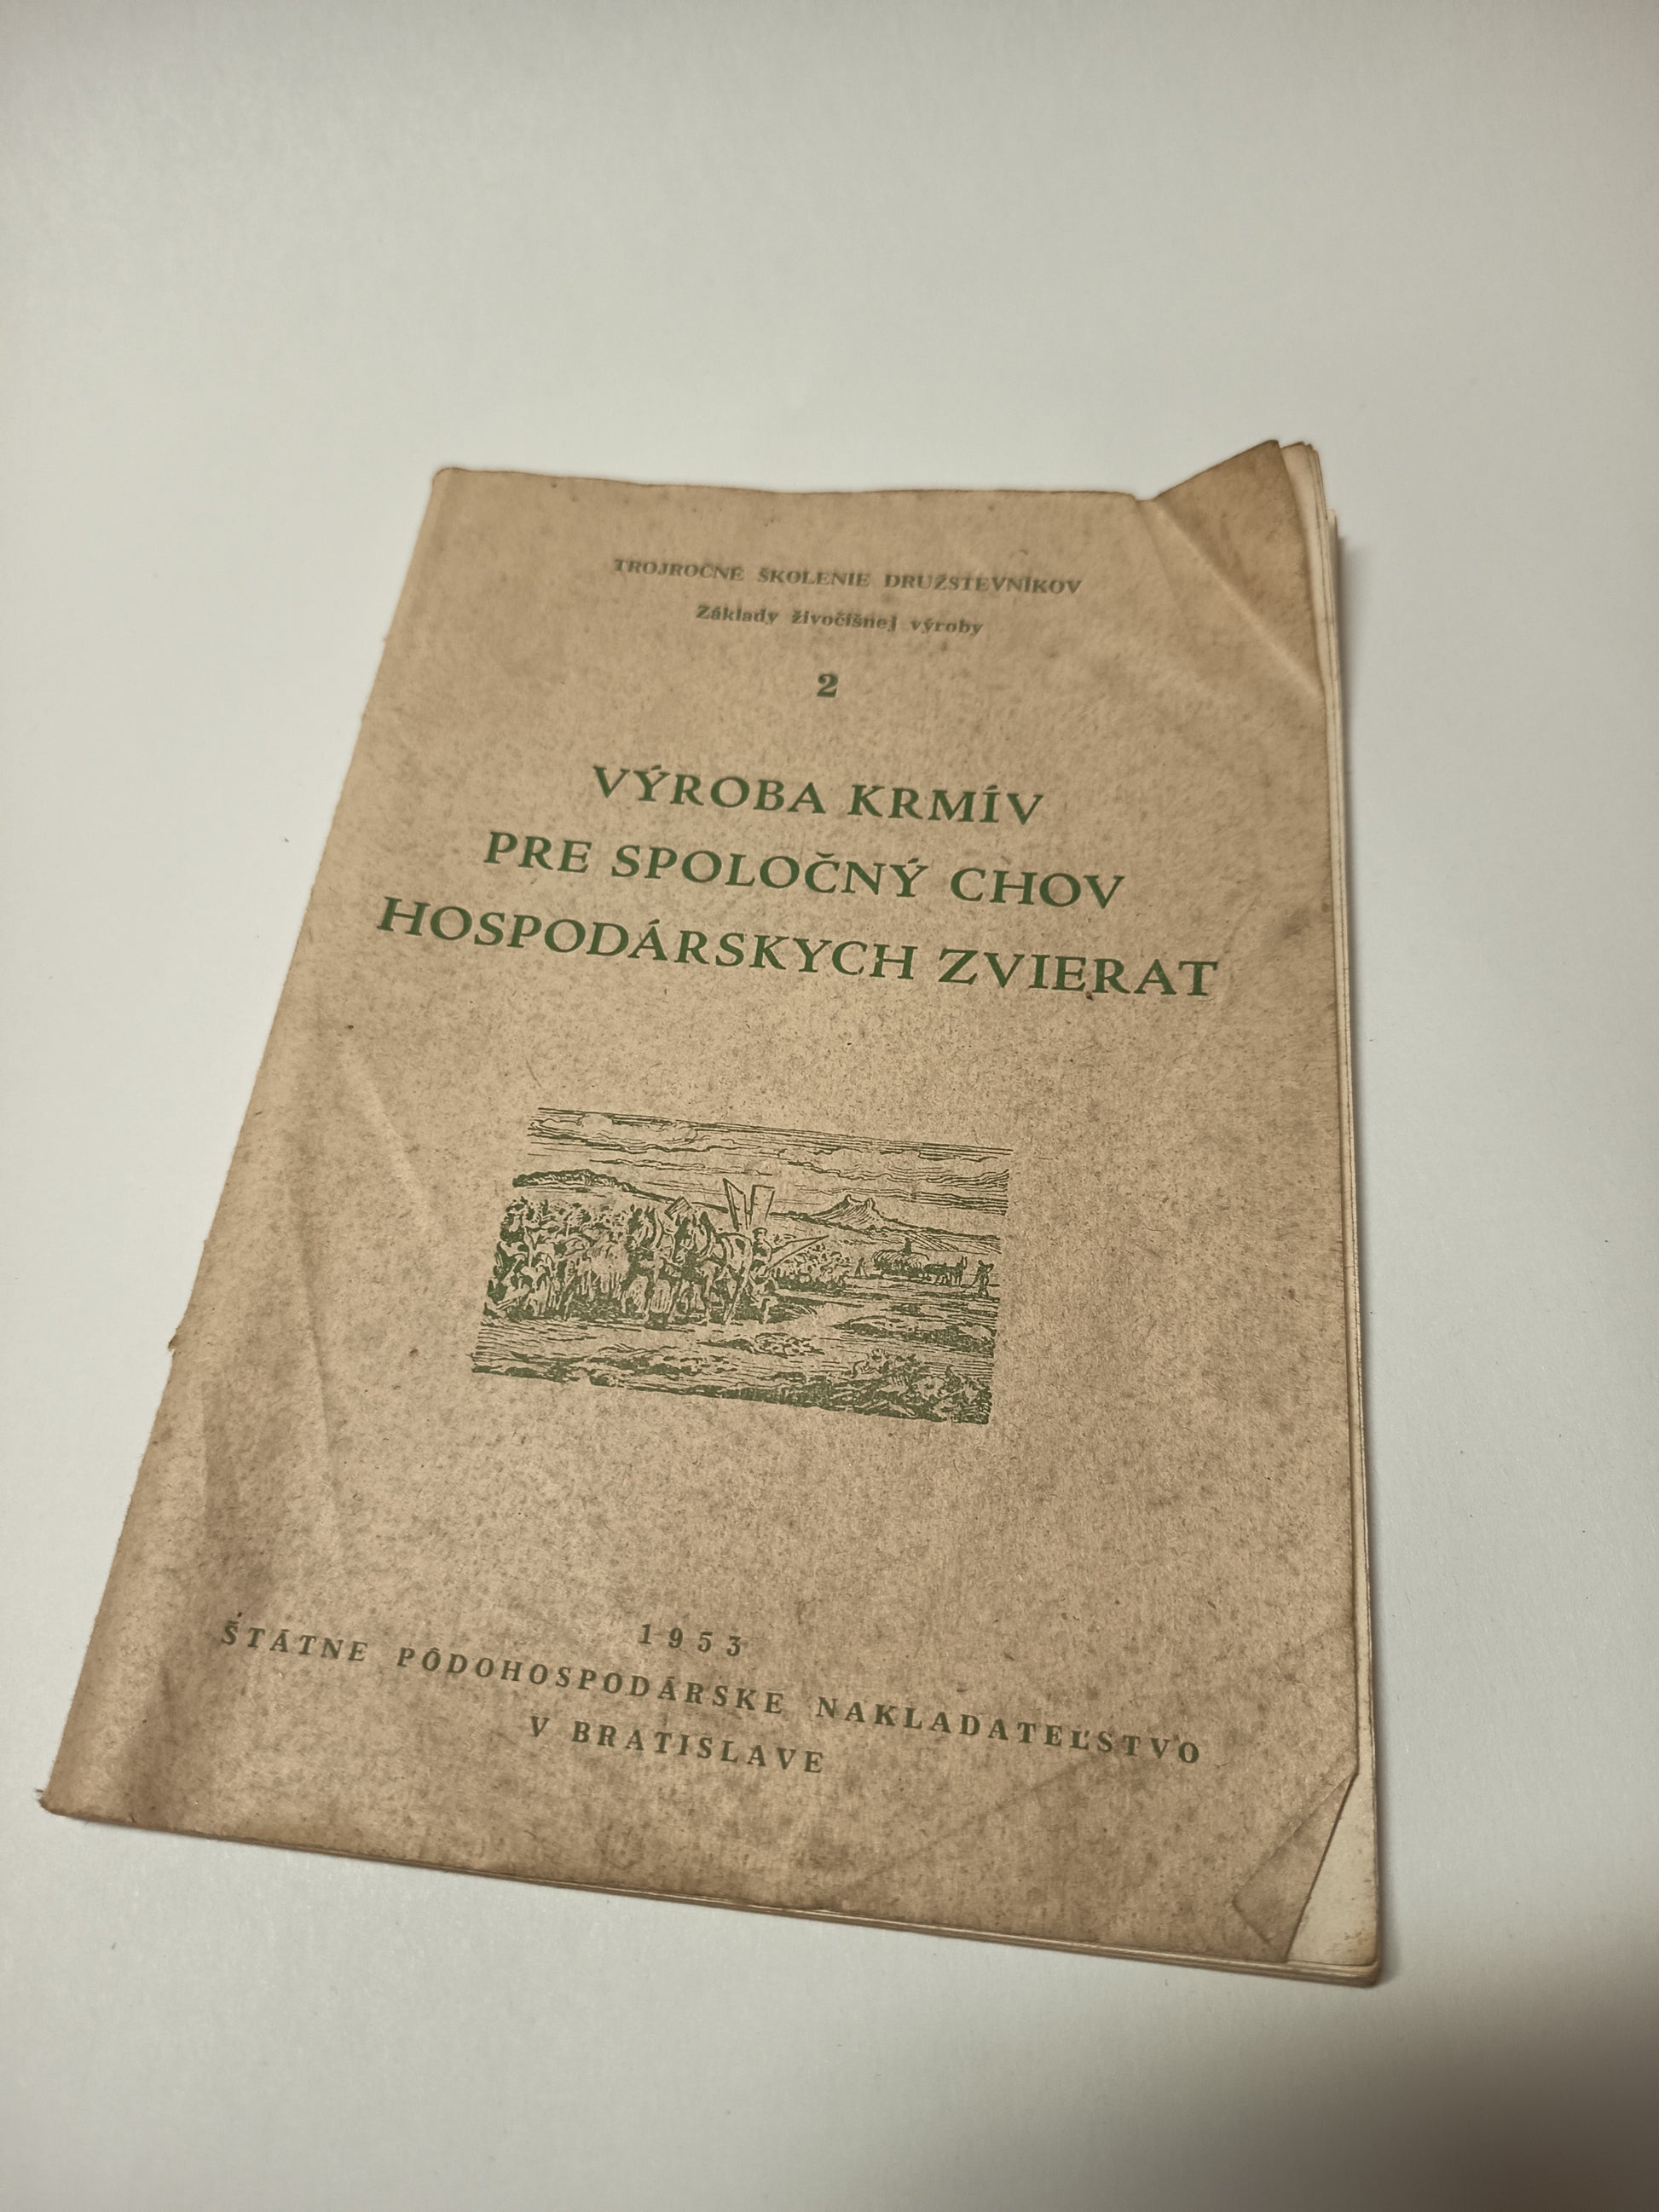 TROJROČNÉ ŠKOLENIE DRUŽSTEVNÍKOV
Základy živočíšnej výroby
2
VÝROBA KRMÍV
PRE SPOLOČNÝ CHOV
HOSPODÁRSKYCH ZVIERAT
1953
ŠTÁTNE PÔDOHOSPODÁRSKE NAKLADATEĽSTVO
V BRATISLAVE